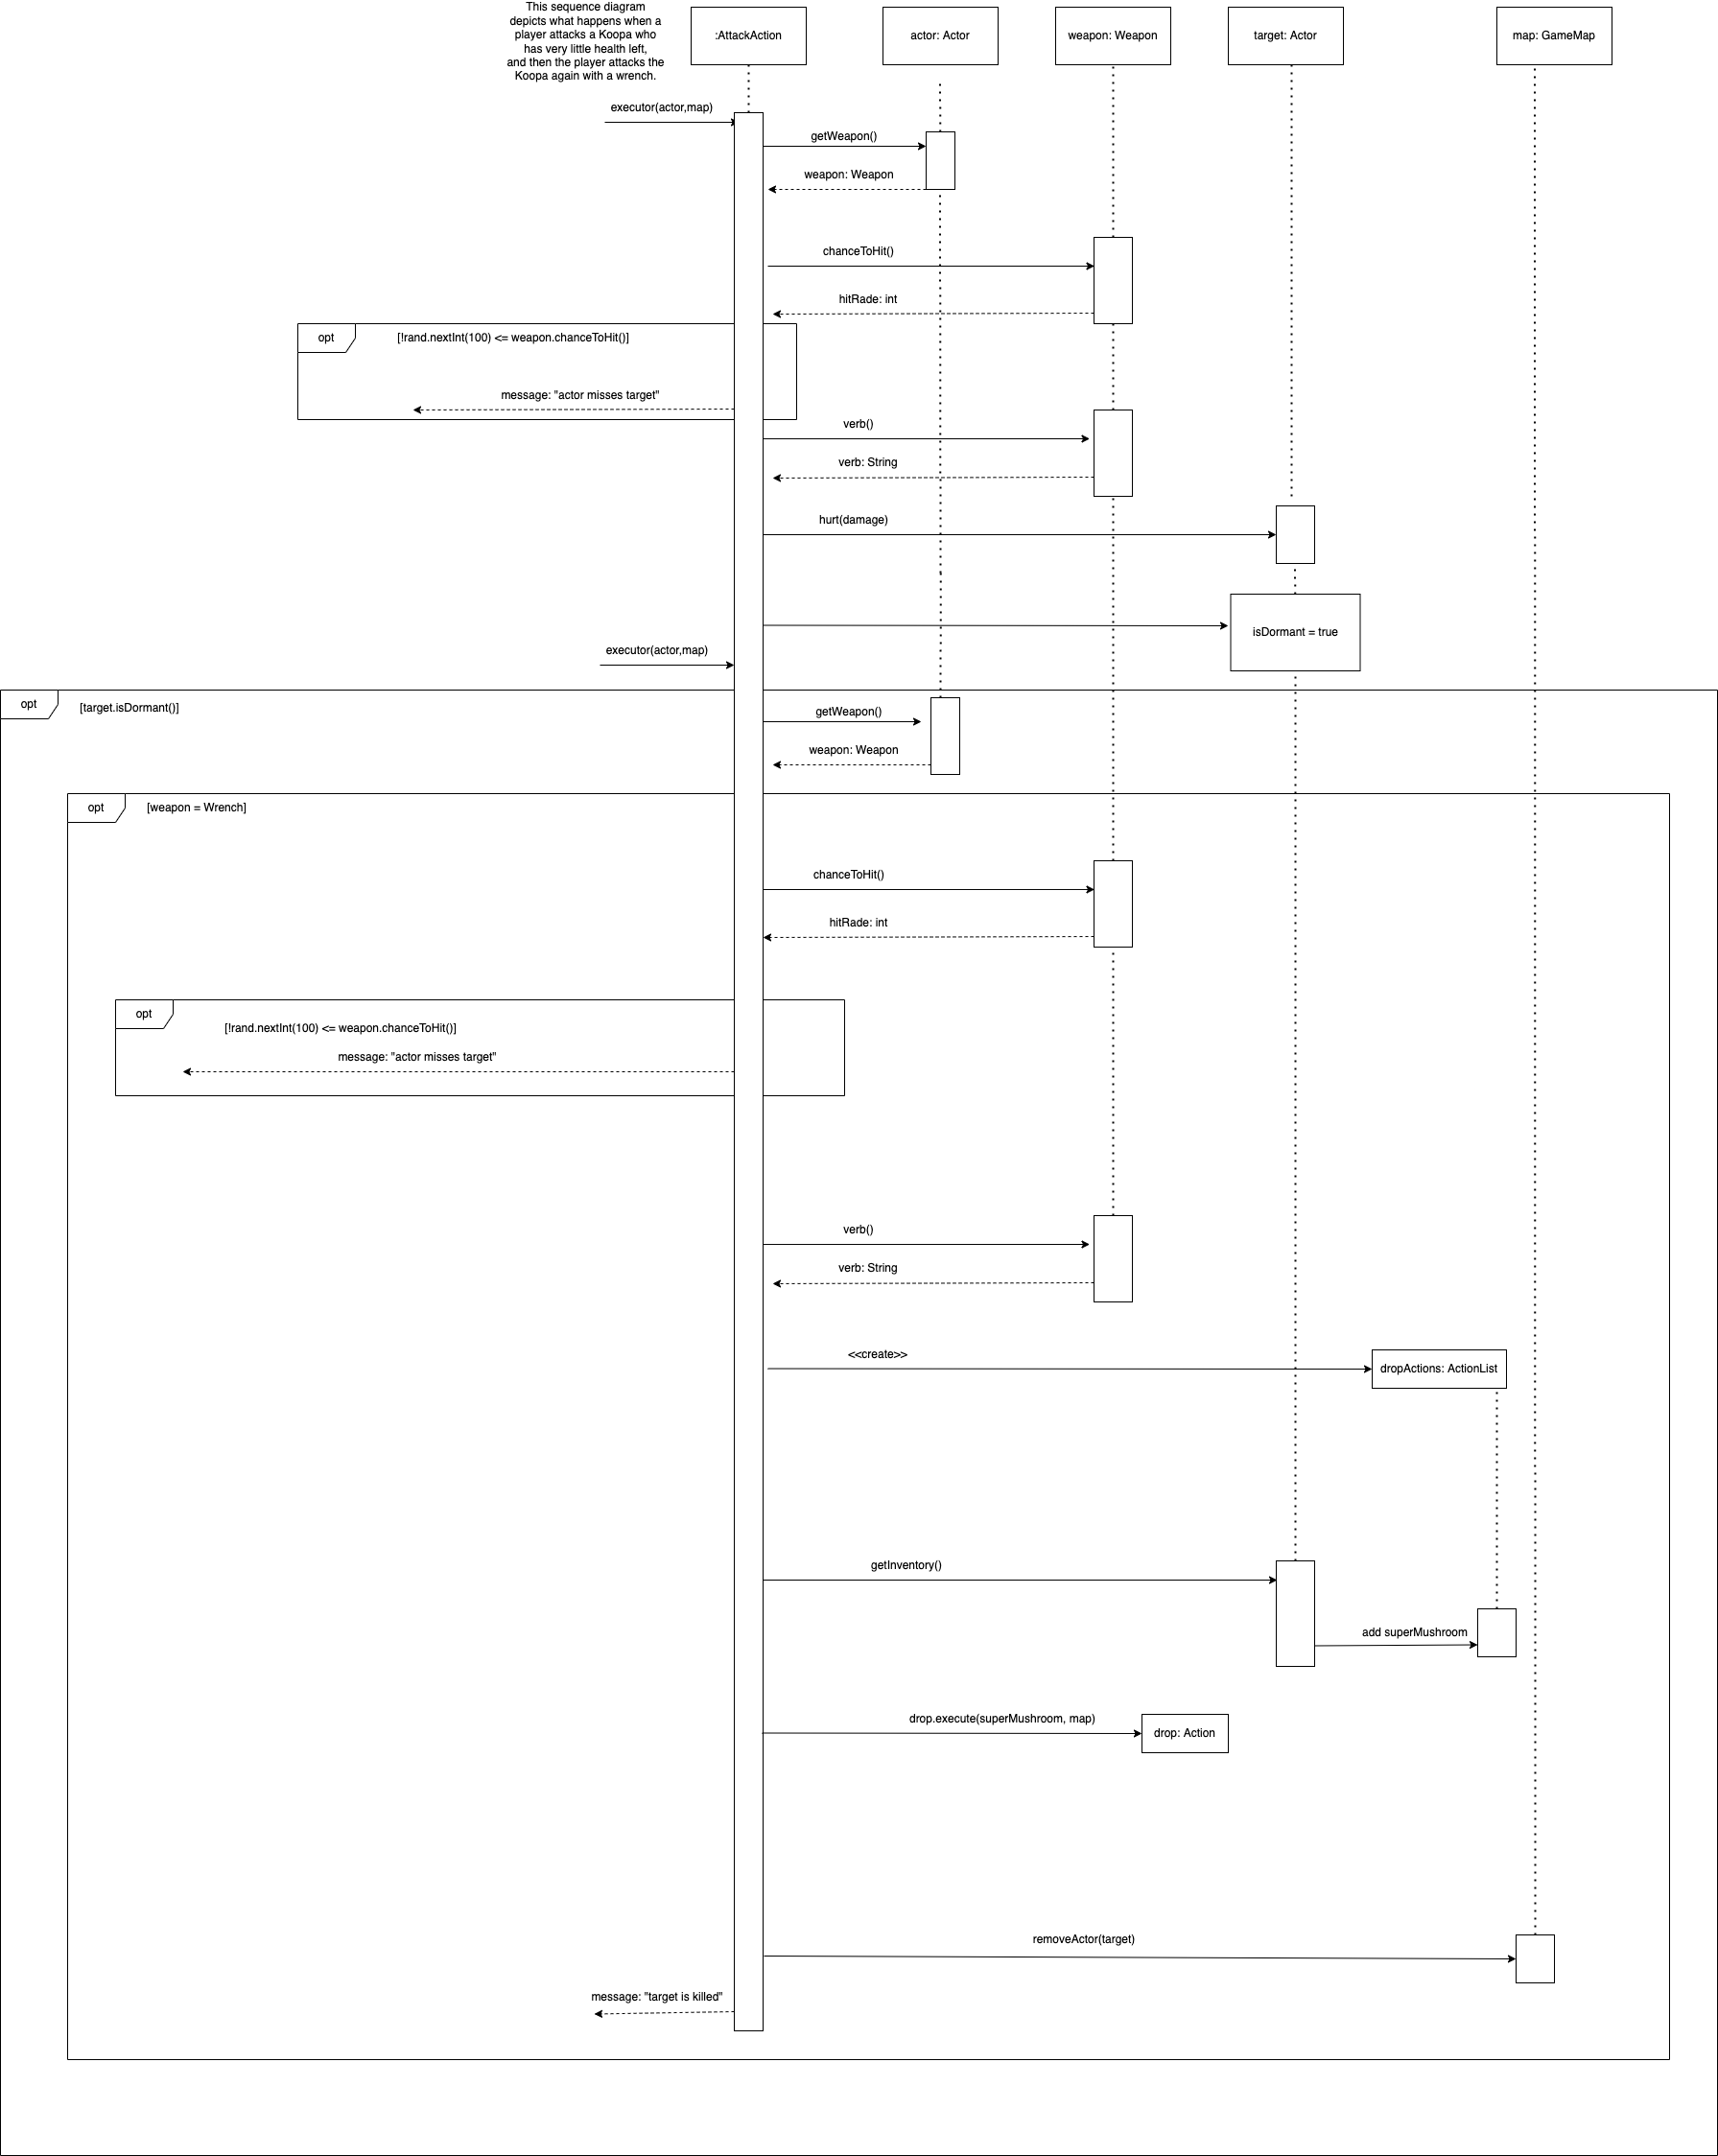 This sequence diagram
depicts what happens when a
player attacks a Koopa who
has very little health left,
and then the player attacks the
Koopa again with a wrench.
:AttackAction
actor: Actor
weapon: Weapon
target: Actor
map: GameMap
executor(actor,map)
getWeapon()
weapon: Weapon
chanceToHit()
hitRade: int
opt
[!rand.nextInt(100) <= weapon.chanceToHit()]
message: "actor misses target"
verb()
verb: String
hurt(damage)
isDormant = true
executor(actor,map)
opt
[target.isDormant()]
getWeapon()
weapon: Weapon
opt
[weapon = Wrench]
chanceToHit()
hitRade: int
opt
[!rand.nextInt(100) <= weapon.chanceToHit()]
message: "actor misses target"
verb()
verb: String
<<create>>
dropActions: ActionList
getInventory()
add superMushroom
drop.execute(superMushroom, map)
drop: Action
removeActor(target)
message: "target is killed"